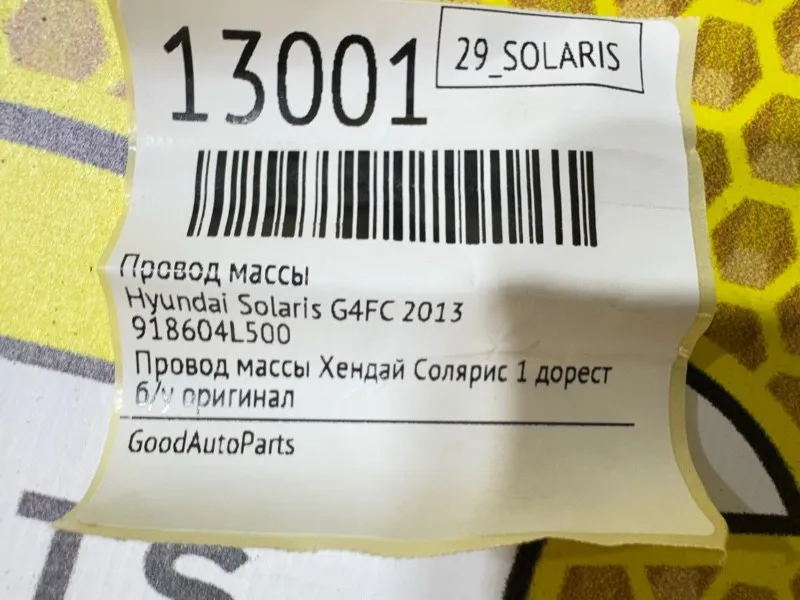 13001
29_SOLARIS
Провод массы
Hyundai Solaris G4FC 2013
918604L500
Провод массы Хендай Солярис 1 дорест
б/у оригинал
GoodAutoParts